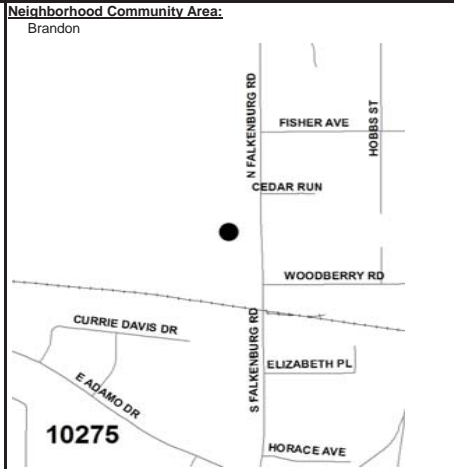 Neighborhood Community Area:
Brandon
N FALKENBURG RD
FISHER AVE
HOBBS ST
CEDAR RUN
WOODBERRY RD
CURRIE DAVIS DR
S FALKENBURG RD
ELIZABETH PL
E ADAMO DR
10275
HORACE AVE